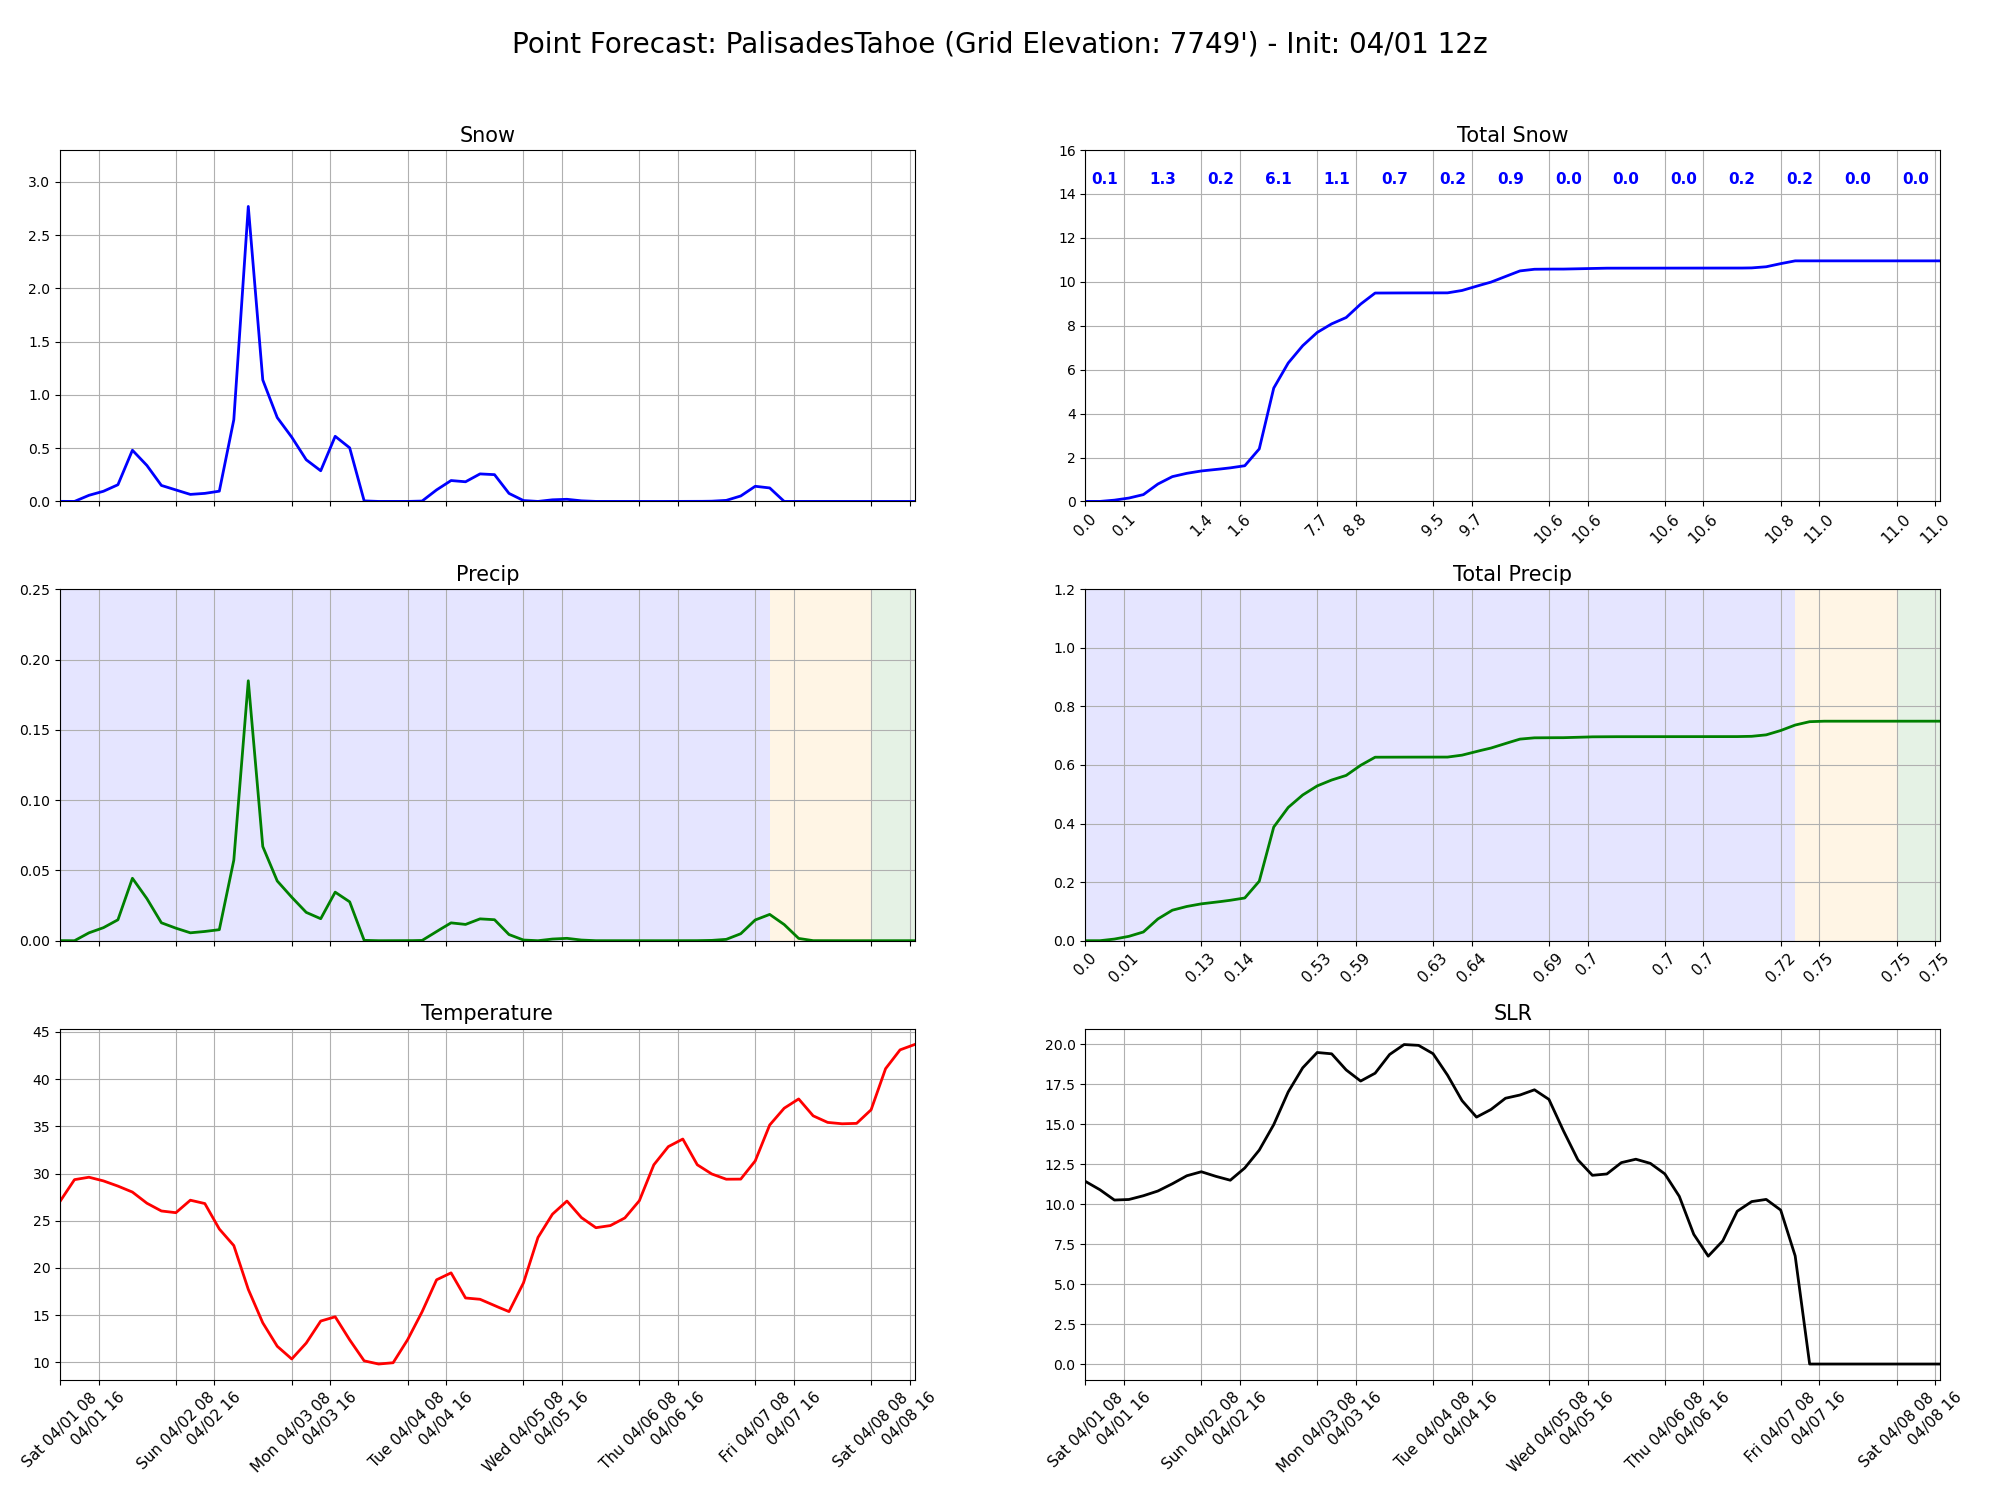 Point Forecast: PalisadesTahoe (Grid Elevation: 7749') - Init: 04/01 12z
Snow
3.0
2.5
2.0
1.5
1.0
0.5
0.0
Total Snow
16
14
12
10
8
6
4
2
0
0.1 1.3 0.2 6.1 1.1 0.7 0.2 0.9 0.0 0.0 0.0 0.2 0.2 0.0 0.0
0.0 0.1 1.4 1.6 7.7 8.8 9.5 9.7 10.6 10.6 10.6 10.6 10.8 11.0 11.0 11.0
Precip
0.25
0.20
0.15
0.10
0.05
0.00
Total Precip
1.2
1.0
0.8
0.6
0.4
0.2
0.0
0.0 0.01 0.13 0.14 0.53 0.59 0.63 0.64 0.69 0.7 0.7 0.7 0.72 0.75 0.75 0.75
Temperature
45
40
35
30
25
20
15
10
Sat 04/01 08
04/01 16
Sun 04/02 08
04/02 16
Mon 04/03 08
04/03 16
Tue 04/04 08
04/04 16
Wed 04/05 08
04/05 16
Thu 04/06 08
04/06 16
Fri 04/07 08
04/07 16
Sat 04/08 08
04/08 16
SLR
20.0
17.5
15.0
12.5
10.0
7.5
5.0
2.5
0.0
Sat 04/01 08
04/01 16
Sun 04/02 08
04/02 16
Mon 04/03 08
04/03 16
Tue 04/04 08
04/04 16
Wed 04/05 08
04/05 16
Thu 04/06 08
04/06 16
Fri 04/07 08
04/07 16
Sat 04/08 08
04/08 16